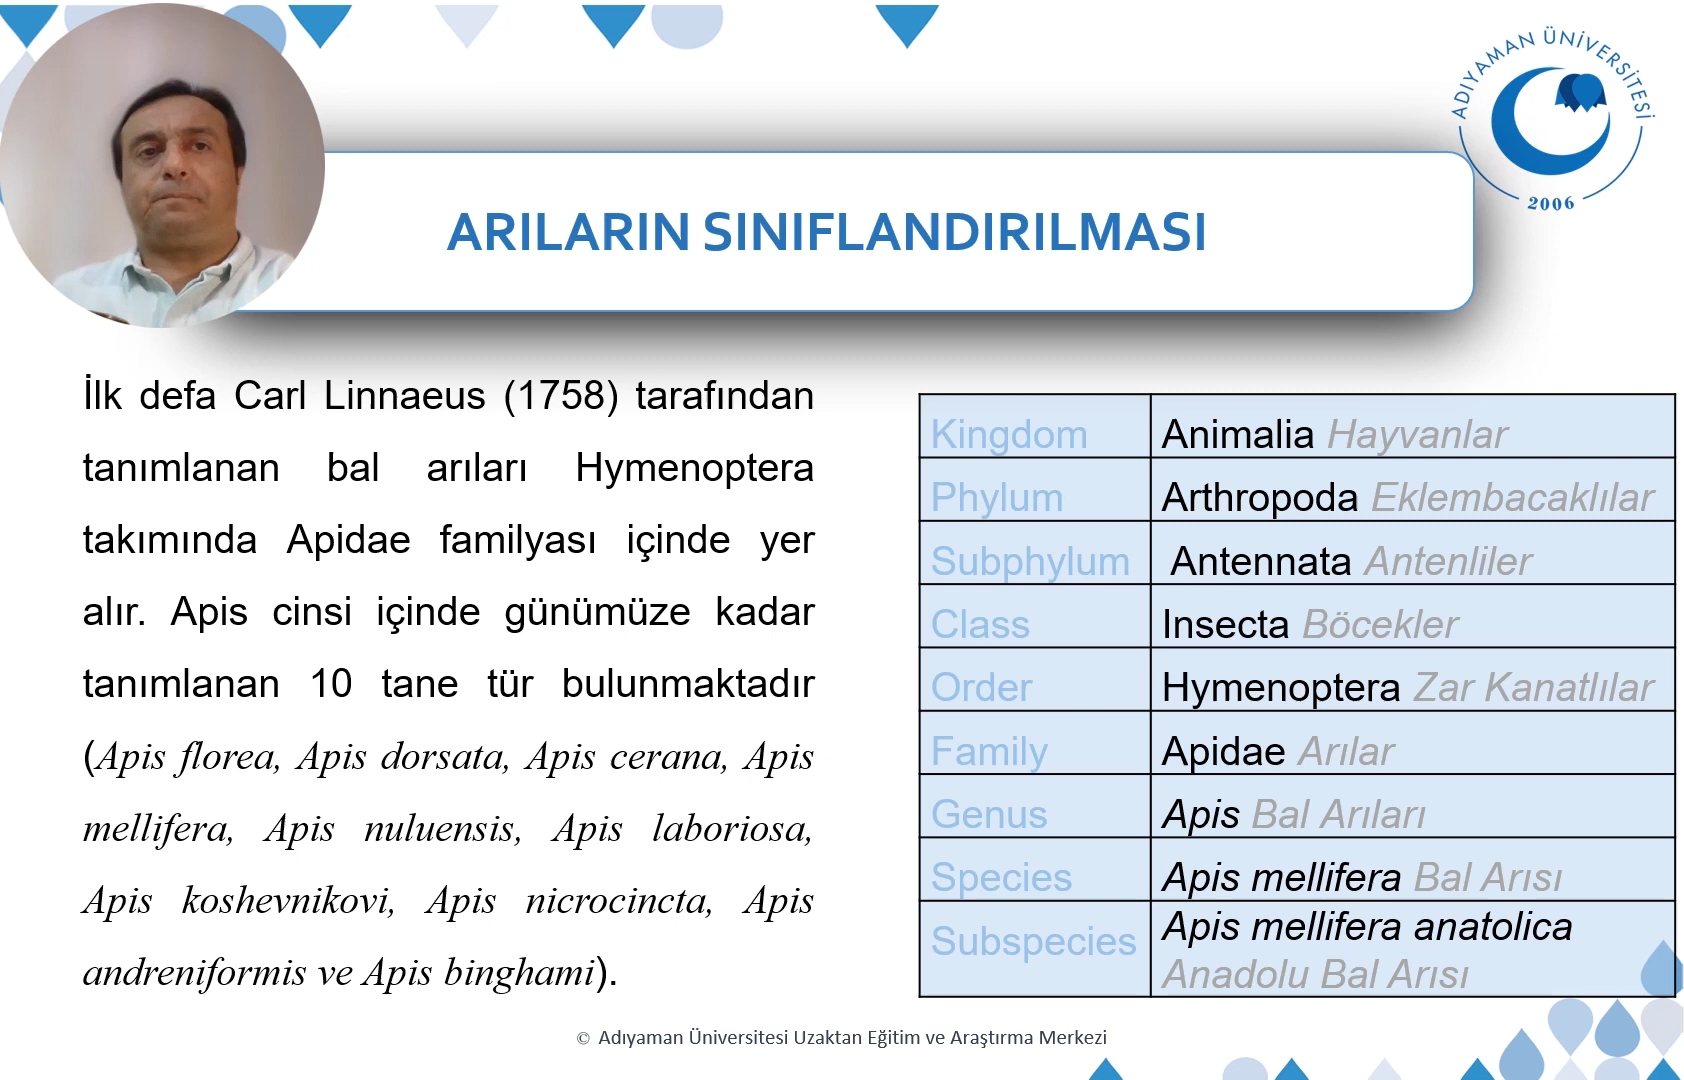 ADIYAMAN ÜNİVERSİTESİ
2006
ARILARIN SINIFLANDIRILMASI
İlk defa Carl Linnaeus (1758) tarafından
tanımlanan bal arıları Hymenoptera
takımında Apidae familyası içinde yer
alır. Apis cinsi içinde günümüze kadar
tanımlanan 10 tane tür bulunmaktadır
(Apis florea, Apis dorsata, Apis cerana, Apis
mellifera, Apis nuluensis, Apis laboriosa,
Apis koshevnikovi, Apis nicrocincta, Apis
andreniformis ve Apis binghami).
Kingdom Animalia Hayvanlar
Phylum Arthropoda Eklembacaklılar
Subphylum Antennata Antenliler
Class Insecta Böcekler
Order Hymenoptera Zar Kanatlılar
Family Apidae Arılar
Genus Apis Bal Arıları
Species Apis mellifera Bal Arısı
Subspecies Apis mellifera anatolica
Anadolu Bal Arısı
© Adıyaman Üniversitesi Uzaktan Eğitim ve Araştırma Merkezi